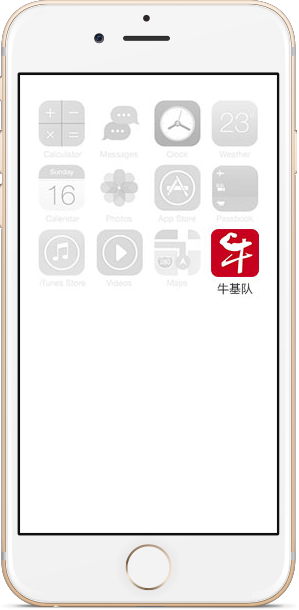 Calculator Messages Clock 23° Weather
Sunday
16
Calendar Photos App Store Passbook
iTunes Store Videos Maps
牛
牛基队